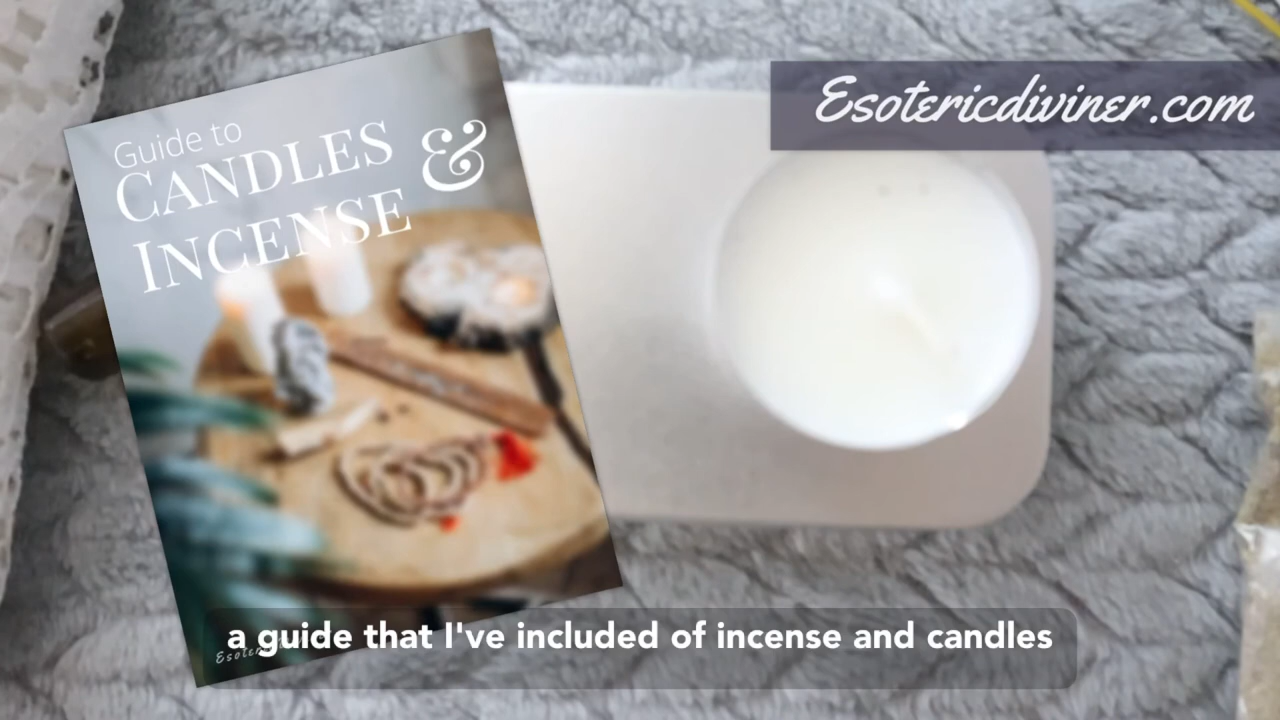 Esotericdiviner.com
Guide to
CANDLES &
INCENSE
a guide that I've included of incense and candles